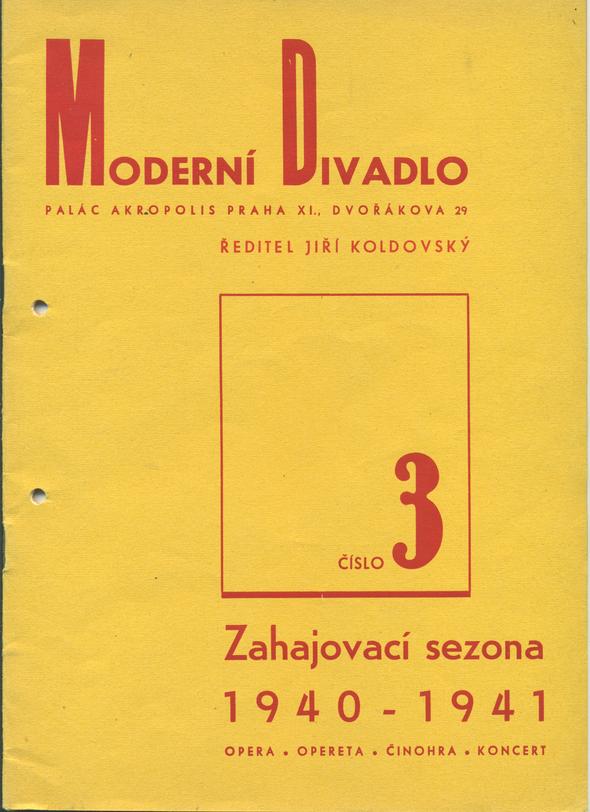 MODERNÍ DIVADLO
PALÁC AKROPOLIS PRAHA XI., DVOŘÁKOVA 29
ŘEDITEL JIŘÍ KOLDOVSKÝ
ČÍSLO 3
Zahajovací sezona
1940 - 1941
OPERA • OPERETA • ČINOHRA • KONCERT